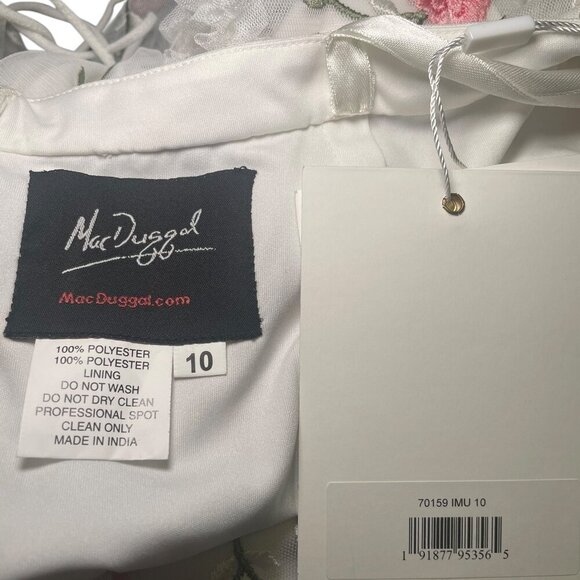 Mac Duggal
MacDuggal.com
100% POLYESTER
100% POLYESTER
LINING
DO NOT WASH
DO NOT DRY CLEAN
PROFESSIONAL SPOT
CLEAN ONLY
MADE IN INDIA
10
70159 IMU 10
1 91877 95356 5